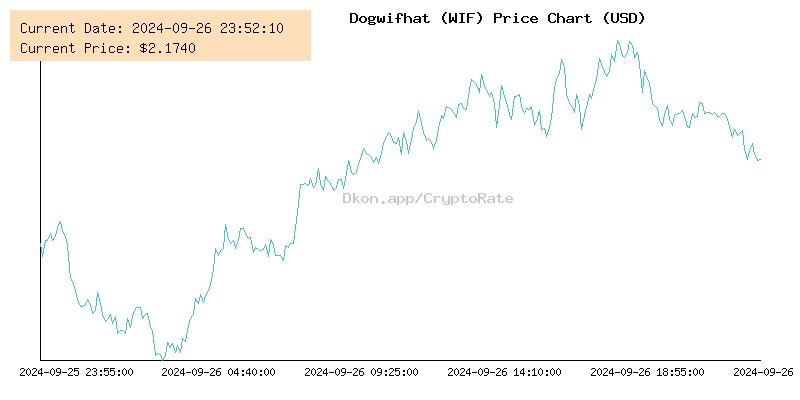 Dogwifhat (WIF) Price Chart (USD)
Current Date: 2024-09-26 23:52:10
Current Price: $2.1740
Dkon.app/CryptoRate
2024-09-25 23:55:00 2024-09-26 04:40:00 2024-09-26 09:25:00 2024-09-26 14:10:00 2024-09-26 18:55:00 2024-09-26